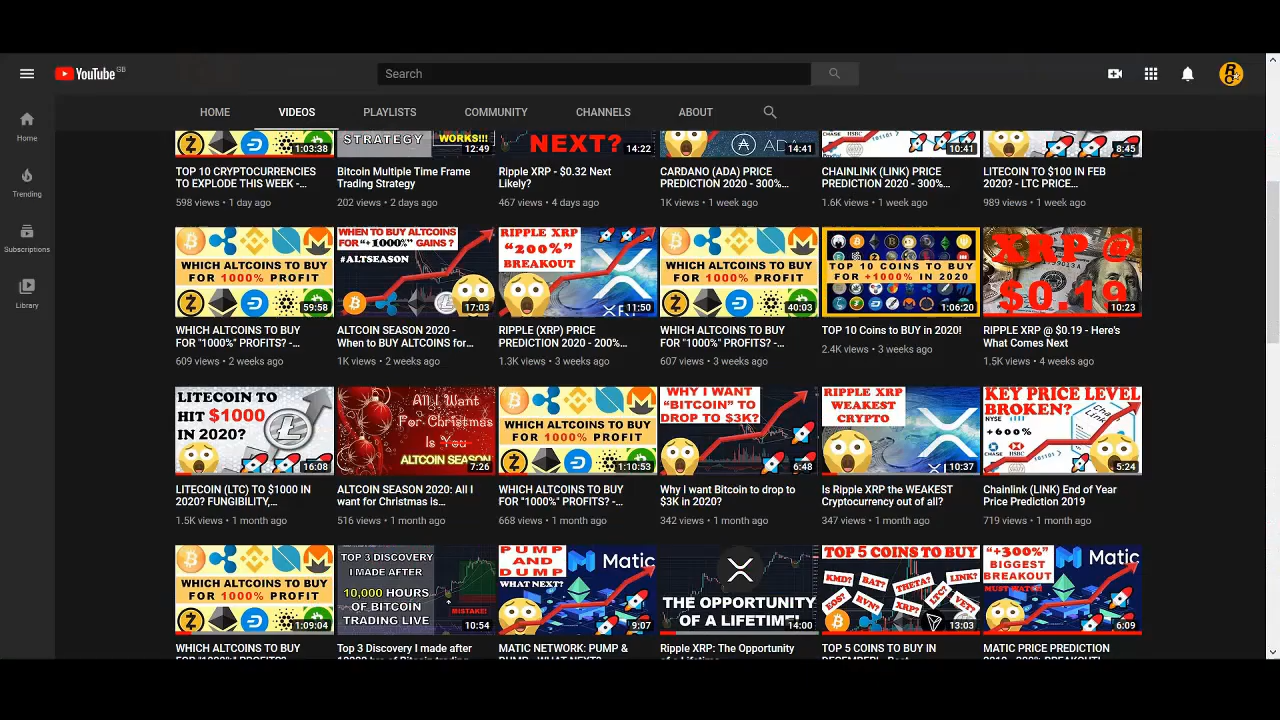 YouTube GB
Search
HOME VIDEOS PLAYLISTS COMMUNITY CHANNELS ABOUT
Home
Trending
Subscriptions
Library
1:03:38
STRATEGY
WORKS!!!
12:49
NEXT?
14:22
ADA
14:41
CHASE HSBC
10:41
8:45
TOP 10 CRYPTOCURRENCIES
TO EXPLODE THIS WEEK -...
598 views • 1 day ago
Bitcoin Multiple Time Frame
Trading Strategy
202 views • 2 days ago
Ripple XRP - $0.32 Next
Likely?
467 views • 4 days ago
CARDANO (ADA) PRICE
PREDICTION 2020 - 300%...
1K views • 1 week ago
CHAINLINK (LINK) PRICE
PREDICTION 2020 - 300%...
1.6K views • 1 week ago
LITECOIN TO $100 IN FEB
2020? - LTC PRICE...
989 views • 1 week ago
WHICH ALTCOINS TO BUY
FOR 1000% PROFIT
59:58
WHEN TO BUY ALTCOINS
FOR "+1000%" GAINS ?
#ALTSEASON
17:03
RIPPLE XRP
"200%"
BREAKOUT
11:50
WHICH ALTCOINS TO BUY
FOR 1000% PROFIT
40:03
TOP 10 COINS TO BUY
FOR +1000% IN 2020
1:06:20
XRP @
$0.19
10:23
WHICH ALTCOINS TO BUY
FOR "1000%" PROFITS? -...
609 views • 2 weeks ago
ALTCOIN SEASON 2020 -
When to BUY ALTCOINS for...
1K views • 2 weeks ago
RIPPLE (XRP) PRICE
PREDICTION 2020 - 200%...
1.3K views • 3 weeks ago
WHICH ALTCOINS TO BUY
FOR "1000%" PROFITS? -...
607 views • 3 weeks ago
TOP 10 Coins to BUY in 2020!
2.4K views • 3 weeks ago
RIPPLE XRP @ $0.19 - Here's
What Comes Next
1.5K views • 4 weeks ago
LITECOIN TO
HIT $1000
IN 2020?
16:08
All I Want
For Christmas
Is You
ALTCOIN SEASON
7:26
WHICH ALTCOINS TO BUY
FOR 1000% PROFIT
1:10:53
WHY I WANT
"BITCOIN" TO
DROP TO $3K?
6:48
RIPPLE XRP
WEAKEST
CRYPTO
10:37
KEY PRICE LEVEL
BROKEN?
NYSE
+600%
CHASE HSBC
5:24
LITECOIN (LTC) TO $1000 IN
2020? FUNGIBILITY,...
1.5K views • 1 month ago
ALTCOIN SEASON 2020: All I
want for Christmas is...
516 views • 1 month ago
WHICH ALTCOINS TO BUY
FOR "1000%" PROFITS? -...
668 views • 1 month ago
Why I want Bitcoin to drop to
$3K in 2020?
342 views • 1 month ago
Is Ripple XRP the WEAKEST
Cryptocurrency out of all?
347 views • 1 month ago
Chainlink (LINK) End of Year
Price Prediction 2019
719 views • 1 month ago
WHICH ALTCOINS TO BUY
FOR 1000% PROFIT
1:09:04
TOP 3 DISCOVERY
I MADE AFTER
10,000 HOURS
OF BITCOIN
TRADING LIVE
MISTAKE!
10:54
PUMP
AND
DUMP
WHAT NEXT?
Matic
9:07
THE OPPORTUNITY
OF A LIFETIME!
14:00
TOP 5 COINS TO BUY
KMD? BAT? THETA? LINK?
EOS? RVN? XRP? LTC? VET?
13:03
"+300%"
BIGGEST
BREAKOUT
MUST WATCH
Matic
6:09
WHICH ALTCOINS TO BUY
Top 3 Discovery I made after
MATIC NETWORK: PUMP &
Ripple XRP: The Opportunity
TOP 5 COINS TO BUY IN
MATIC PRICE PREDICTION